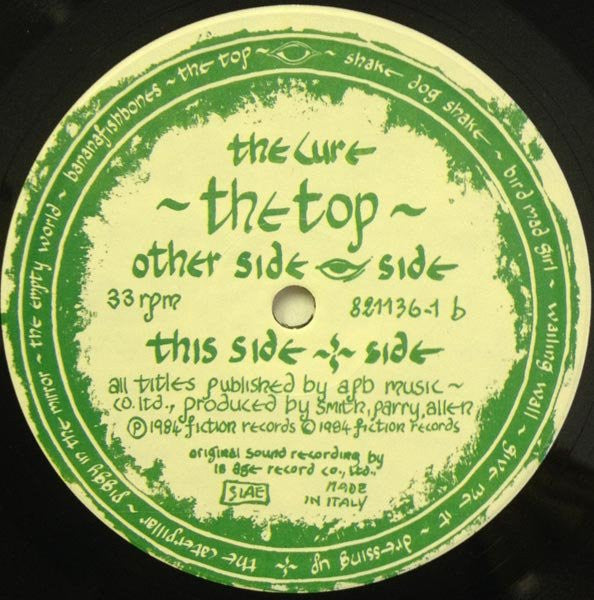 the cure
~ the top ~
other side side
33 rpm 821136-1 b
this side side
all titles published by apb music ~
co. ltd., produced by smith, parry, allen
℗ 1984 fiction records © 1984 fiction records
original sound recording by
18 age record co., ltd.,
SIAE
MADE
IN ITALY
shake dog shake ~ bird mad girl ~ wailing wall ~ give me it ~ dressing up ~
the caterpillar ~ piggy in the mirror ~ the empty world ~ bananafishbones ~ the top ~